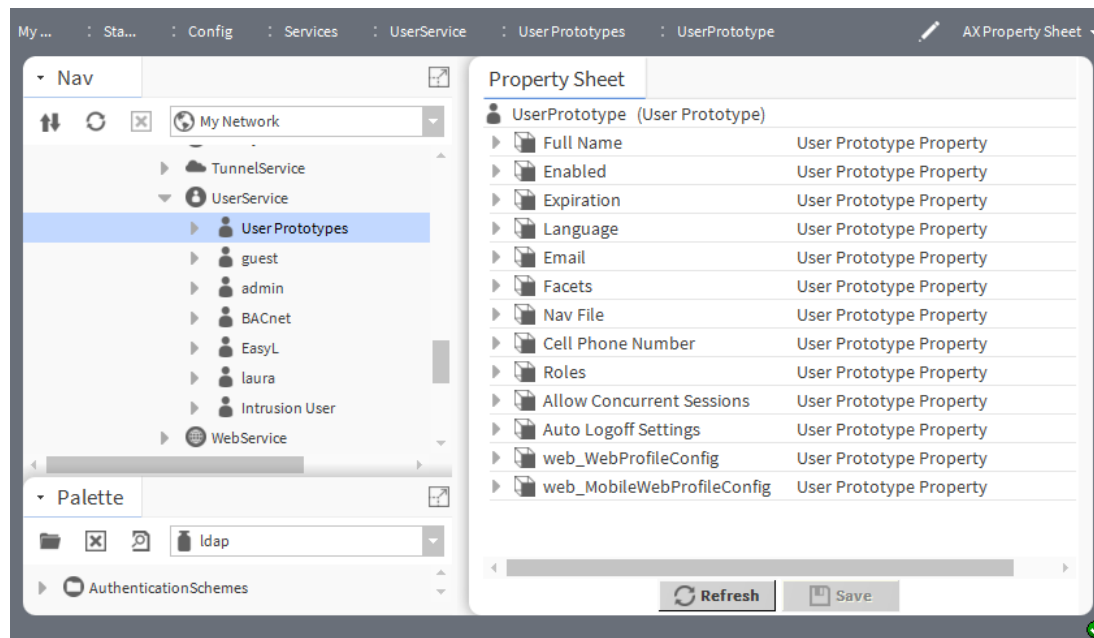 My ... : Sta... : Config : Services : UserService : User Prototypes : UserPrototype AX Property Sheet
Nav
My Network
TunnelService
UserService
User Prototypes
guest
admin
BACnet
EasyL
laura
Intrusion User
WebService
Palette
ldap
AuthenticationSchemes
Property Sheet
UserPrototype (User Prototype)
Full Name User Prototype Property
Enabled User Prototype Property
Expiration User Prototype Property
Language User Prototype Property
Email User Prototype Property
Facets User Prototype Property
Nav File User Prototype Property
Cell Phone Number User Prototype Property
Roles User Prototype Property
Allow Concurrent Sessions User Prototype Property
Auto Logoff Settings User Prototype Property
web_WebProfileConfig User Prototype Property
web_MobileWebProfileConfig User Prototype Property
Refresh Save